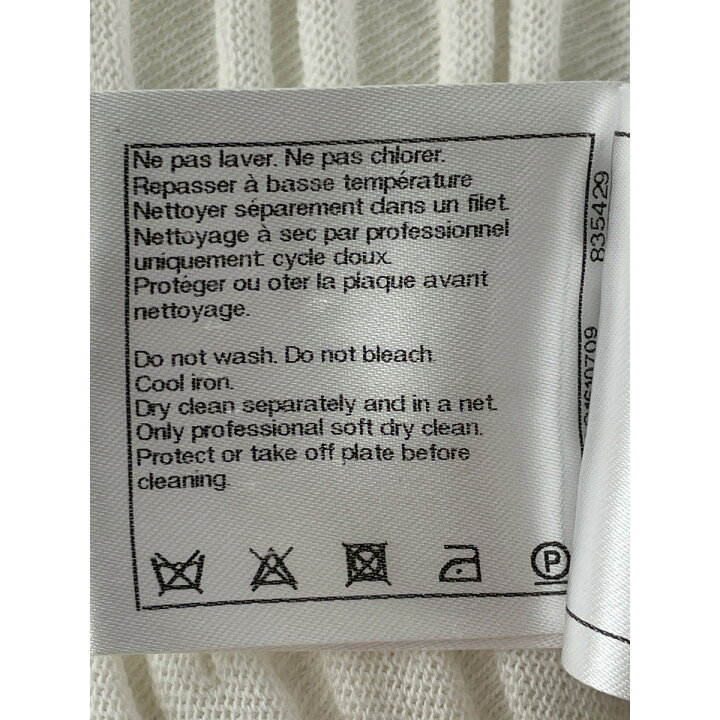 Ne pas laver. Ne pas chlorer.
Repasser à basse température
Nettoyer séparement dans un filet.
Nettoyage à sec par professionnel
uniquement: cycle doux.
Protéger ou oter la plaque avant
nettoyage.
Do not wash. Do not bleach.
Cool iron.
Dry clean separately and in a net.
Only professional soft dry clean.
Protect or take off plate before
cleaning.
P
835429